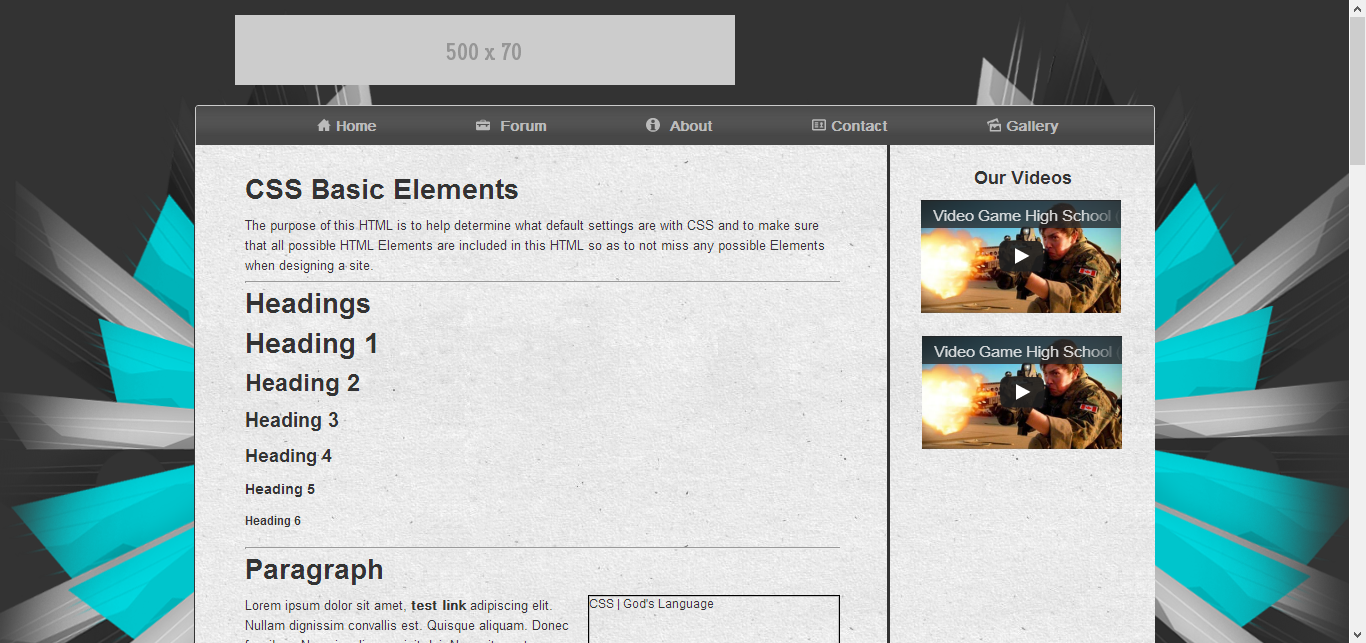 500 x 70
Home Forum About Contact Gallery
CSS Basic Elements
The purpose of this HTML is to help determine what default settings are with CSS and to make sure
that all possible HTML Elements are included in this HTML so as to not miss any possible Elements
when designing a site.
Headings
Heading 1
Heading 2
Heading 3
Heading 4
Heading 5
Heading 6
Paragraph
Lorem ipsum dolor sit amet, test link adipiscing elit.
Nullam dignissim convallis est. Quisque aliquam. Donec
CSS | God's Language
Our Videos
Video Game High School
Video Game High School